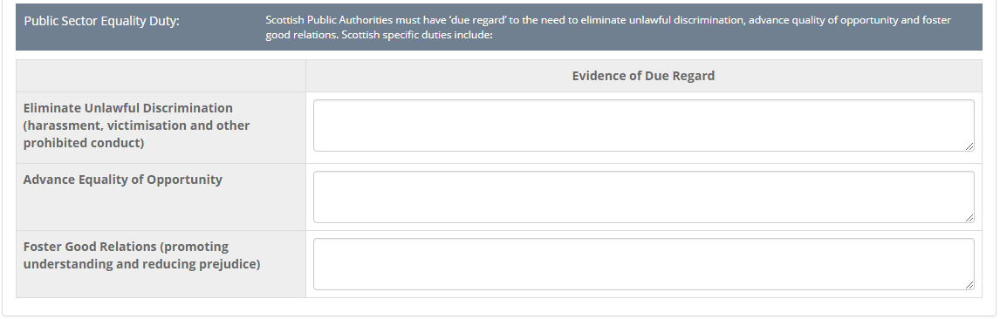 Public Sector Equality Duty:
Scottish Public Authorities must have ‘due regard’ to the need to eliminate unlawful discrimination, advance quality of opportunity and foster
good relations. Scottish specific duties include:
Evidence of Due Regard
Eliminate Unlawful Discrimination
(harassment, victimisation and other
prohibited conduct)
Advance Equality of Opportunity
Foster Good Relations (promoting
understanding and reducing prejudice)